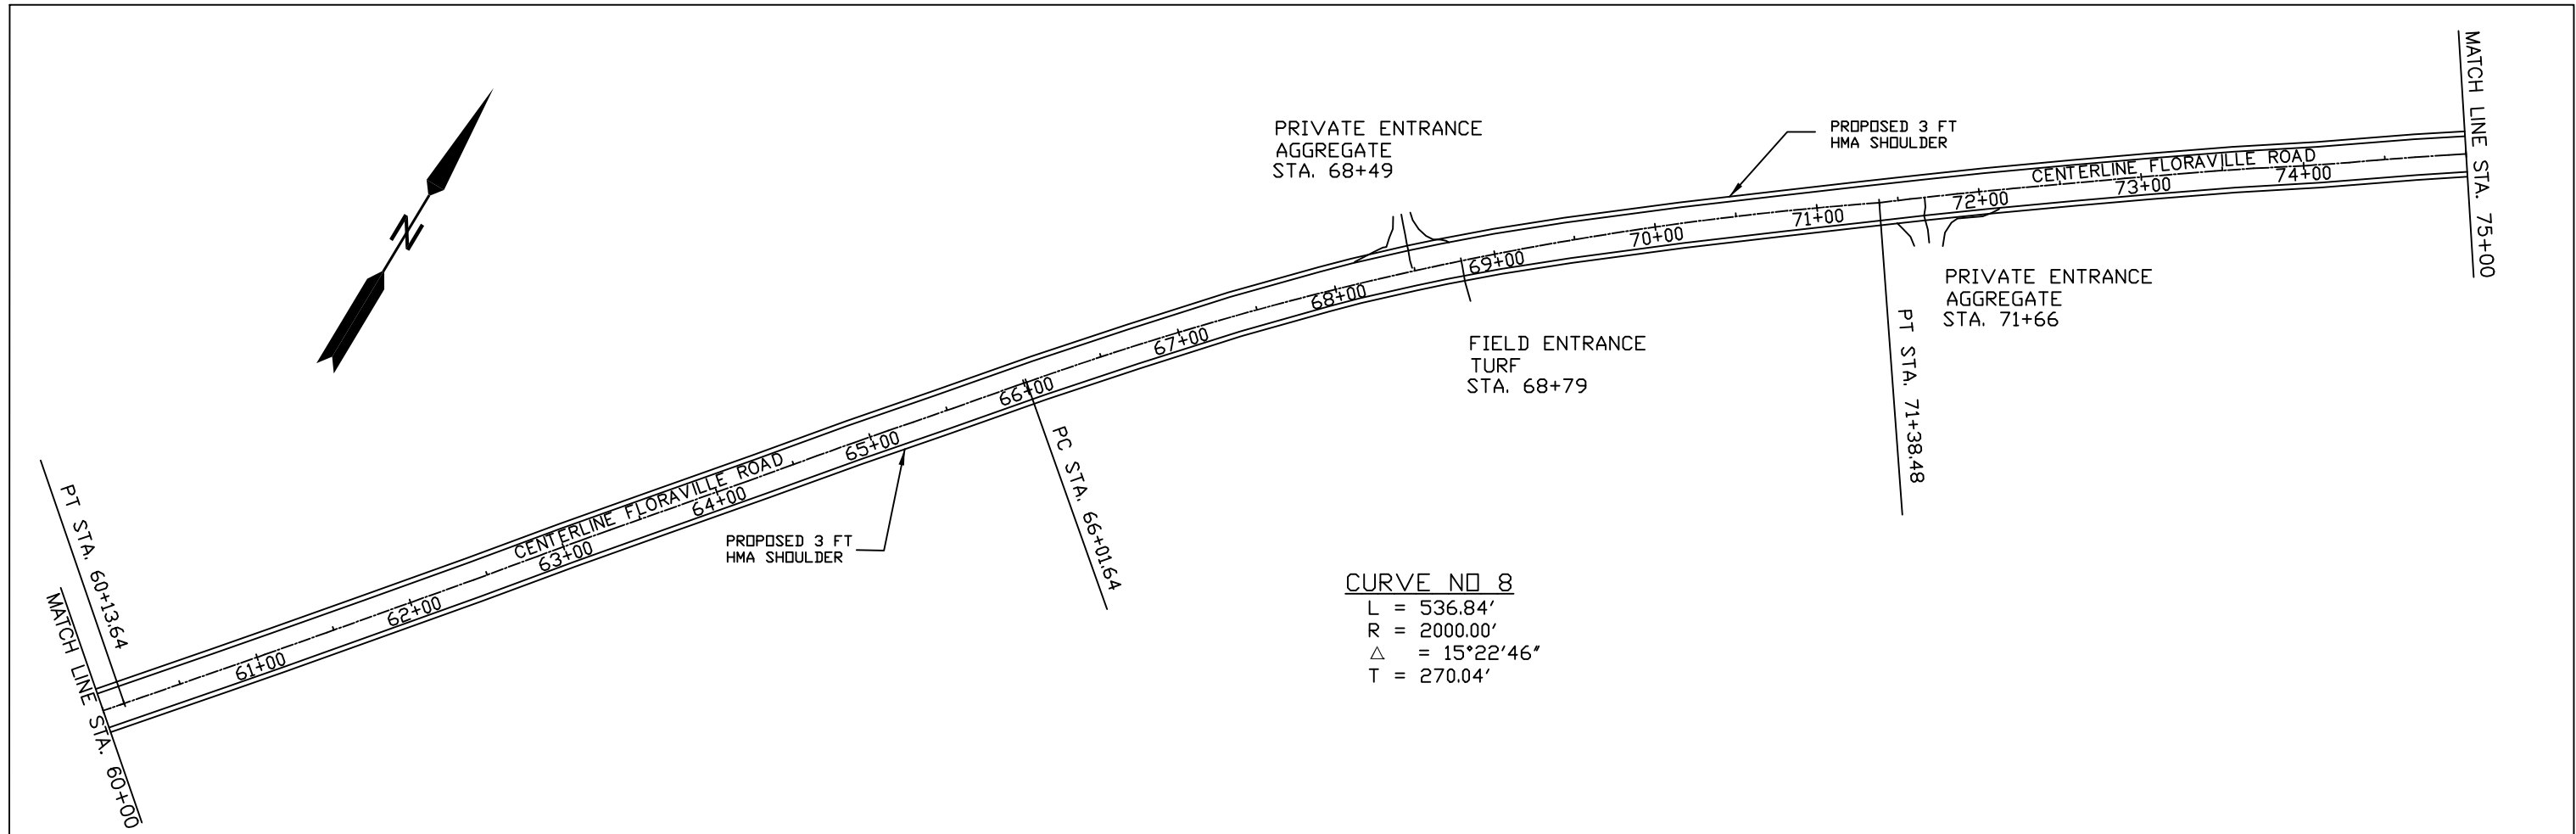 MATCH LINE STA. 75+00
PRIVATE ENTRANCE
AGGREGATE
STA. 68+49
PROPOSED 3 FT
HMA SHOULDER
CENTERLINE FLORAVILLE ROAD
74+00
73+00
72+00
71+00
70+00
69+00
68+00
67+00
66+00
65+00
64+00
63+00
62+00
61+00
N
PRIVATE ENTRANCE
AGGREGATE
STA. 71+66
FIELD ENTRANCE
TURF
STA. 68+79
PT STA. 71+38.48
PC STA. 66+01.64
CENTERLINE FLORAVILLE ROAD
PROPOSED 3 FT
HMA SHOULDER
PT STA. 60+13.64
MATCH LINE STA. 60+00
CURVE NO 8
L = 536.84'
R = 2000.00'
△ = 15°22'46"
T = 270.04'